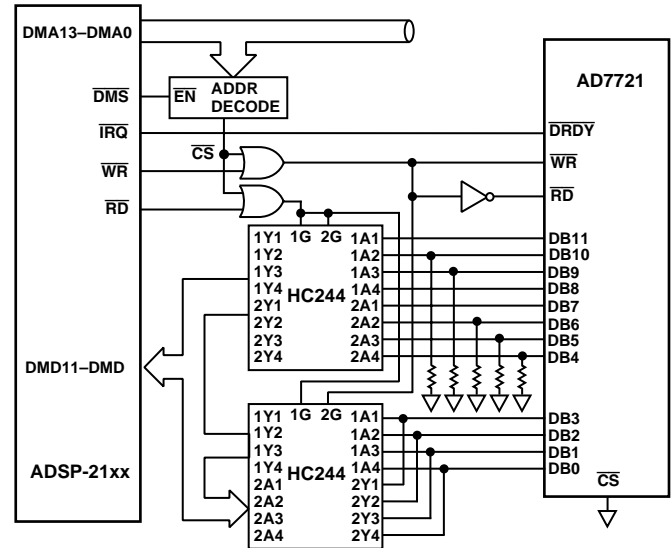 DMA13–DMA0
AD7721
DMS
EN
ADDR
DECODE
IRQ
DRDY
CS
WR
WR
RD
RD
1G 2G
1Y1
1Y2
1Y3
1Y4
2Y1
2Y2
2Y3
2Y4
HC244
1A1
1A2
1A3
1A4
2A1
2A2
2A3
2A4
DB11
DB10
DB9
DB8
DB7
DB6
DB5
DB4
DMD11–DMD
1G 2G
1Y1
1Y2
1Y3
1Y4
2A1
2A2
2A3
2A4
HC244
1A1
1A2
1A3
1A4
2Y1
2Y2
2Y3
2Y4
DB3
DB2
DB1
DB0
ADSP-21xx
CS